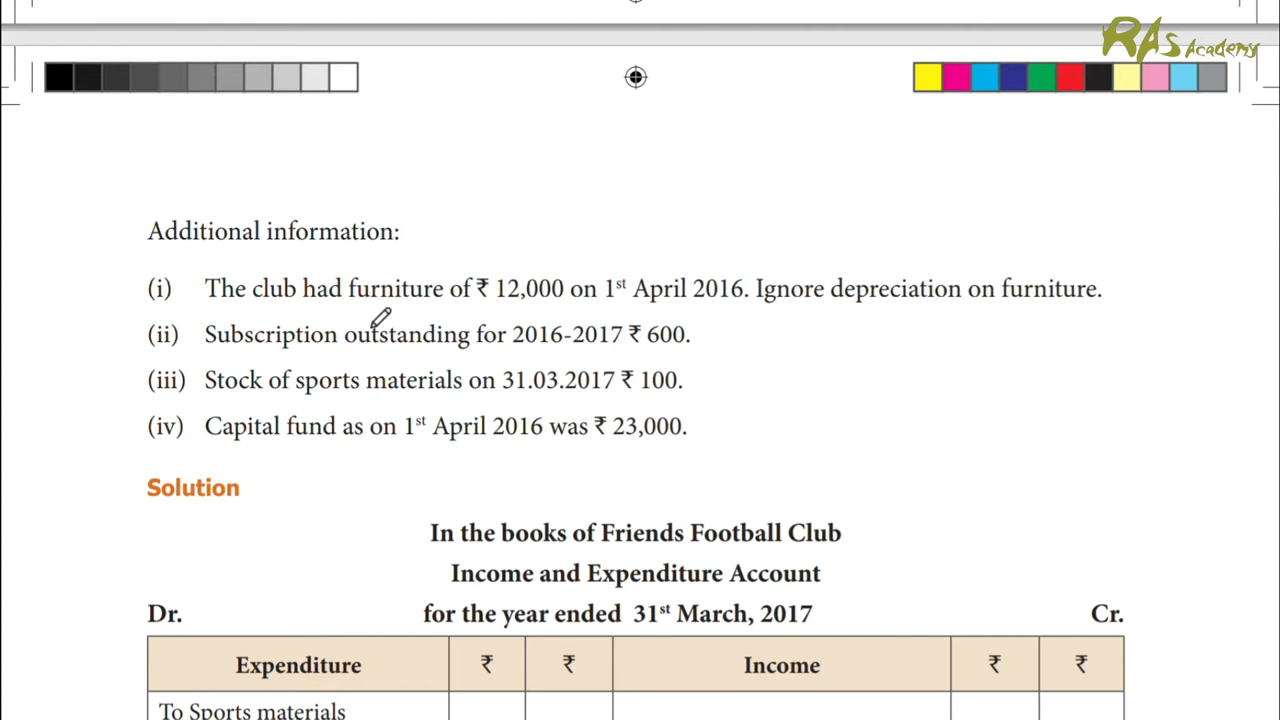 RAS Academy
Additional information:
(i) The club had furniture of ₹ 12,000 on 1st April 2016. Ignore depreciation on furniture.
(ii) Subscription outstanding for 2016-2017 ₹ 600.
(iii) Stock of sports materials on 31.03.2017 ₹ 100.
(iv) Capital fund as on 1st April 2016 was ₹ 23,000.
Solution
In the books of Friends Football Club
Income and Expenditure Account
Dr. for the year ended 31st March, 2017 Cr.
Expenditure ₹ ₹ Income ₹ ₹
To Sports materials